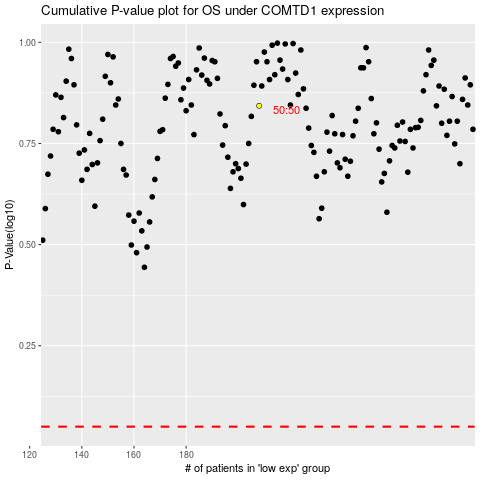 Cumulative P-value plot for OS under COMTD1 expression
P-Value(log10)
1.00
0.75
0.50
0.25
50:50
120 140 160 180
# of patients in 'low exp' group